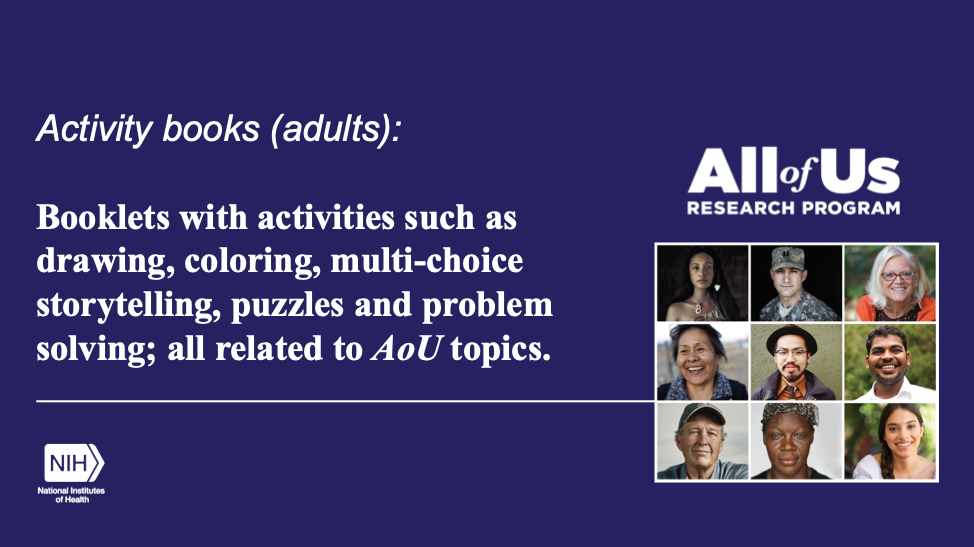 Activity books (adults):
Booklets with activities such as
drawing, coloring, multi-choice
storytelling, puzzles and problem
solving; all related to AoU topics.
All of Us
RESEARCH PROGRAM
NIH
National Institutes
of Health